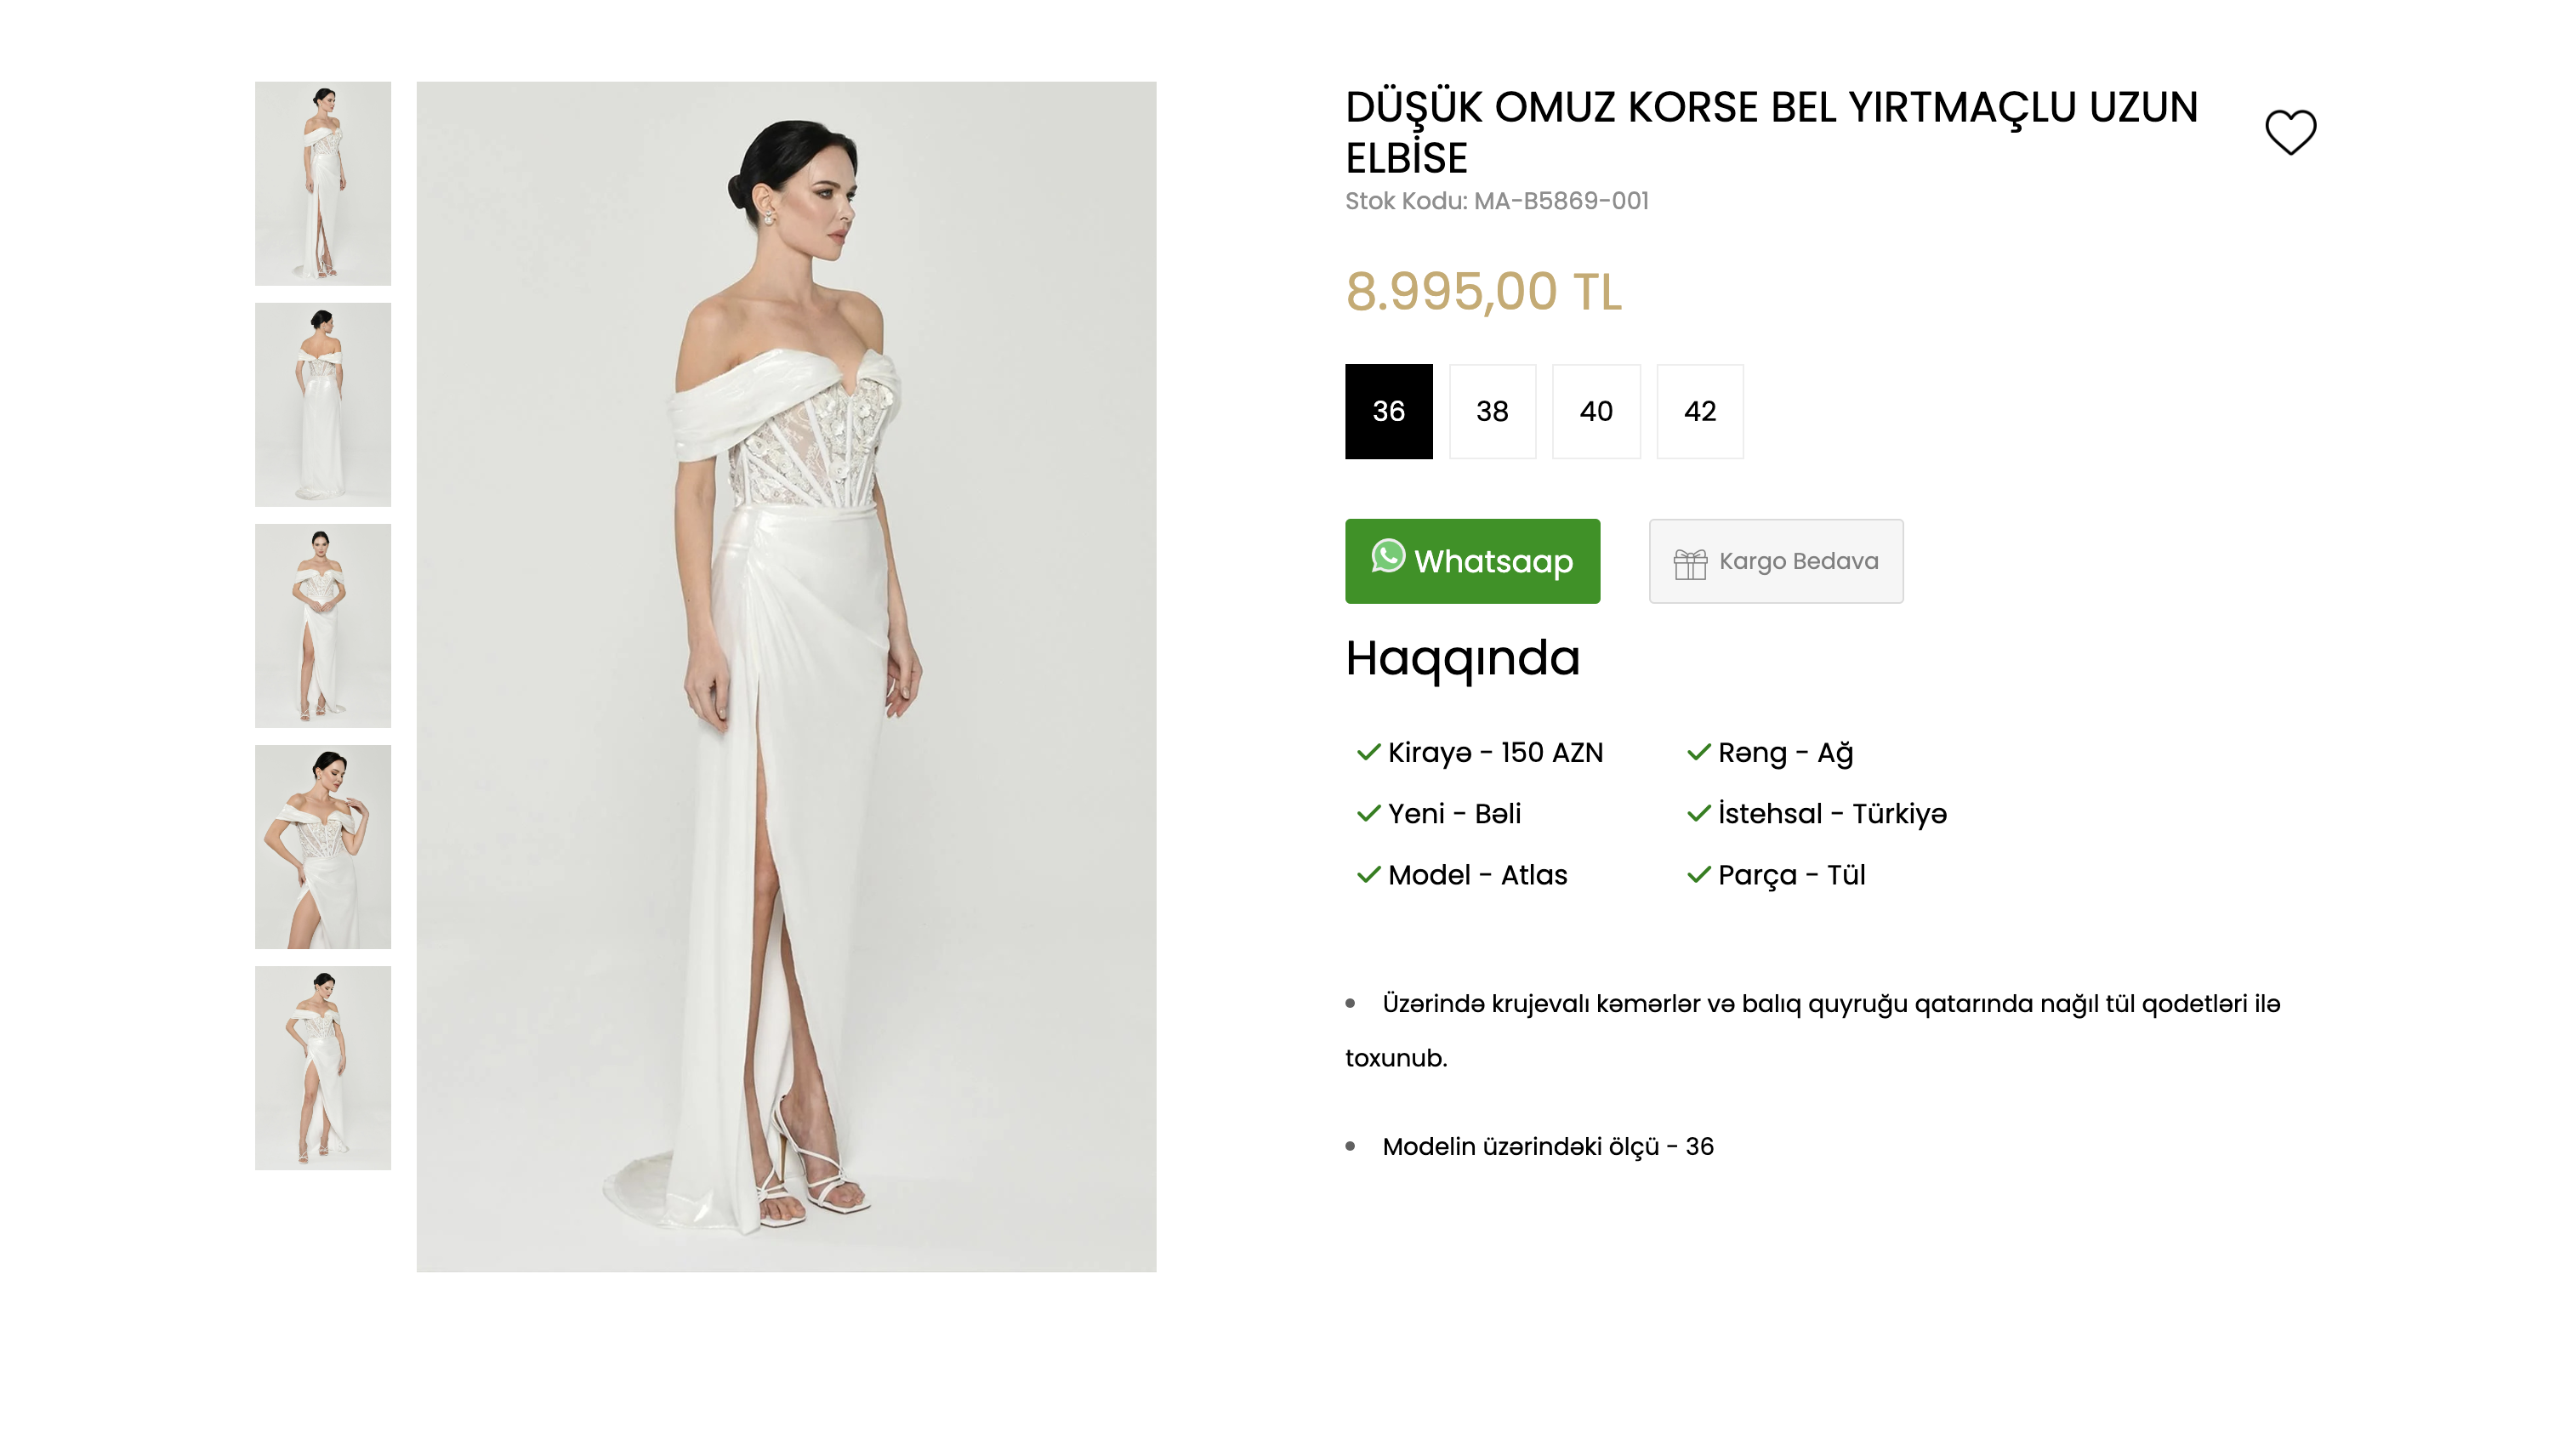 DÜŞÜK OMUZ KORSE BEL YIRTMAÇLU UZUN
ELBİSE
Stok Kodu: MA-B5869-001
8.995,00 TL
36 38 40 42
Whatsaap Kargo Bedava
Haqqında
Kirayə - 150 AZN Rəng - Ağ
Yeni - Bəli İstehsal - Türkiyə
Model - Atlas Parça - Tül
Üzərində krujevalı kəmərlər və balıq quyruğu qatarında nağıl tül qodetləri ilə
toxunub.
Modelin üzərindəki ölçü - 36